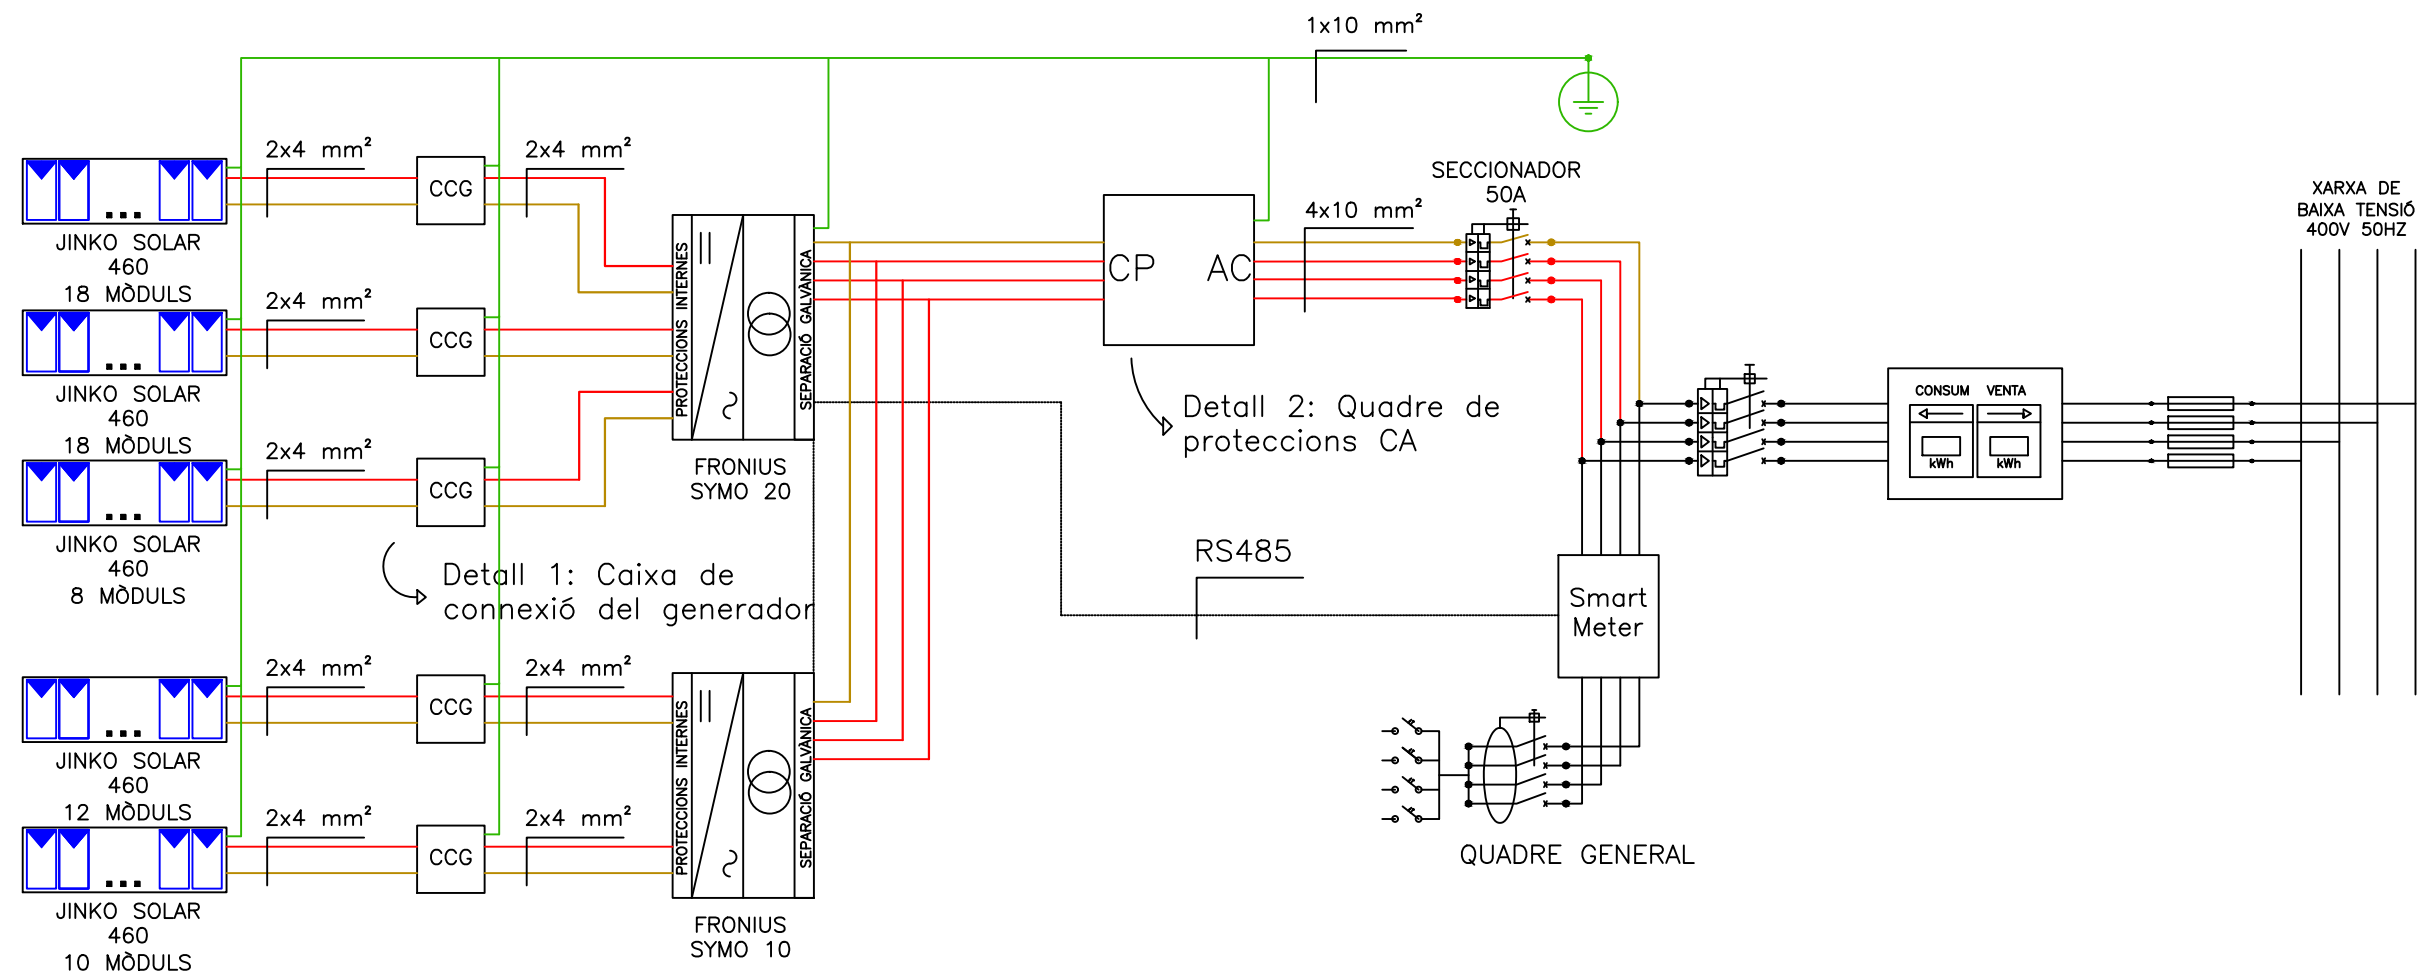 1x10 mm²
2x4 mm²
2x4 mm²
CCG
JINKO SOLAR
460
18 MÒDULS
2x4 mm²
CCG
JINKO SOLAR
460
18 MÒDULS
2x4 mm²
CCG
JINKO SOLAR
460
8 MÒDULS
Detall 1: Caixa de
connexió del generador
2x4 mm²
2x4 mm²
CCG
JINKO SOLAR
460
12 MÒDULS
2x4 mm²
2x4 mm²
CCG
JINKO SOLAR
460
10 MÒDULS
PROTECCIONS INTERNES
SEPARACIÓ GALVÀNICA
FRONIUS
SYMO 20
PROTECCIONS INTERNES
SEPARACIÓ GALVÀNICA
FRONIUS
SYMO 10
CP AC
Detall 2: Quadre de
proteccions CA
4x10 mm²
SECCIONADOR
50A
RS485
Smart
Meter
QUADRE GENERAL
CONSUM VENTA
kWh kWh
XARXA DE
BAIXA TENSIÓ
400V 50HZ